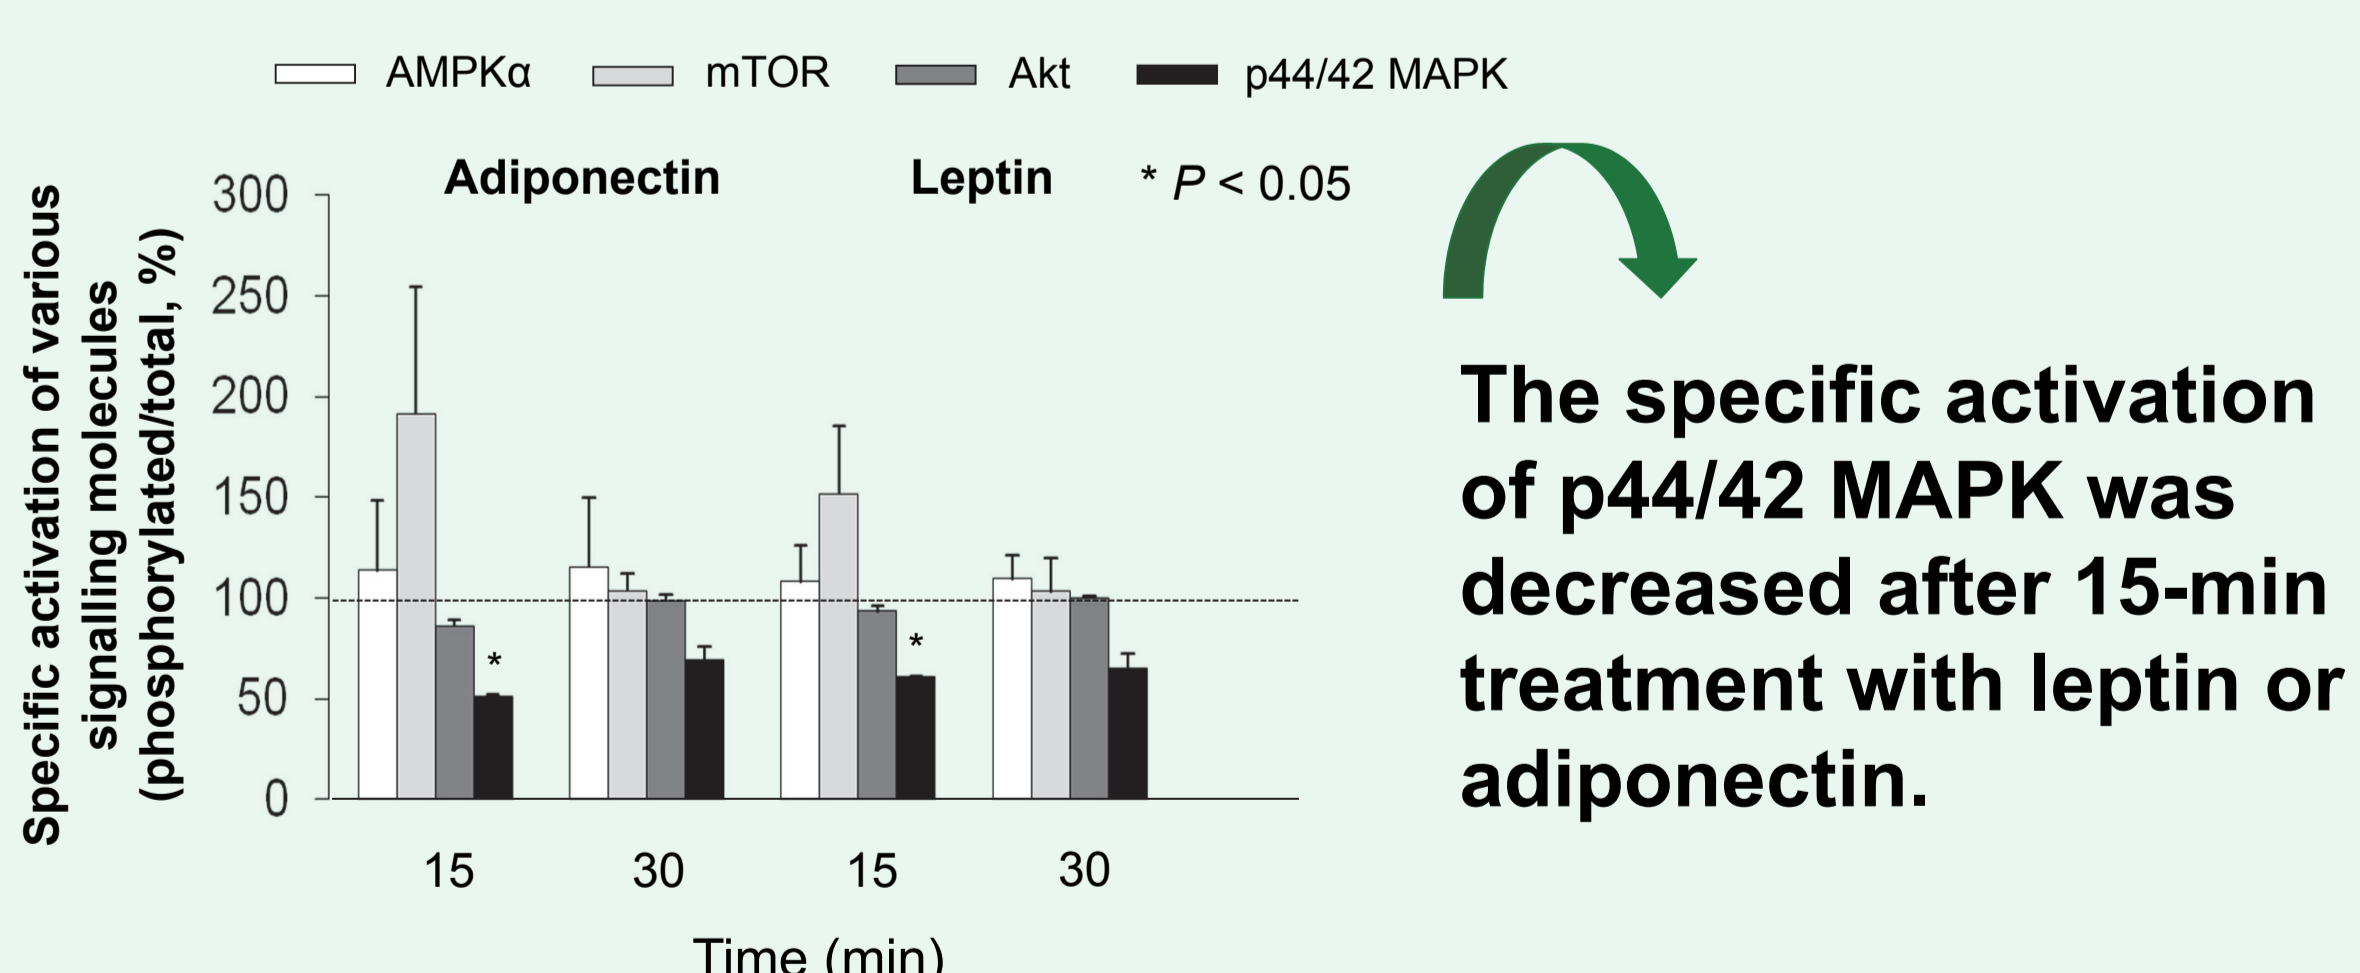 AMPKα mTOR Akt p44/42 MAPK
Adiponectin Leptin * P < 0.05
Specific activation of various
signalling molecules
(phosphorylated/total, %)
300
250
200
150
100
50
0
*
*
15 30 15 30
Time (min)
The specific activation
of p44/42 MAPK was
decreased after 15-min
treatment with leptin or
adiponectin.